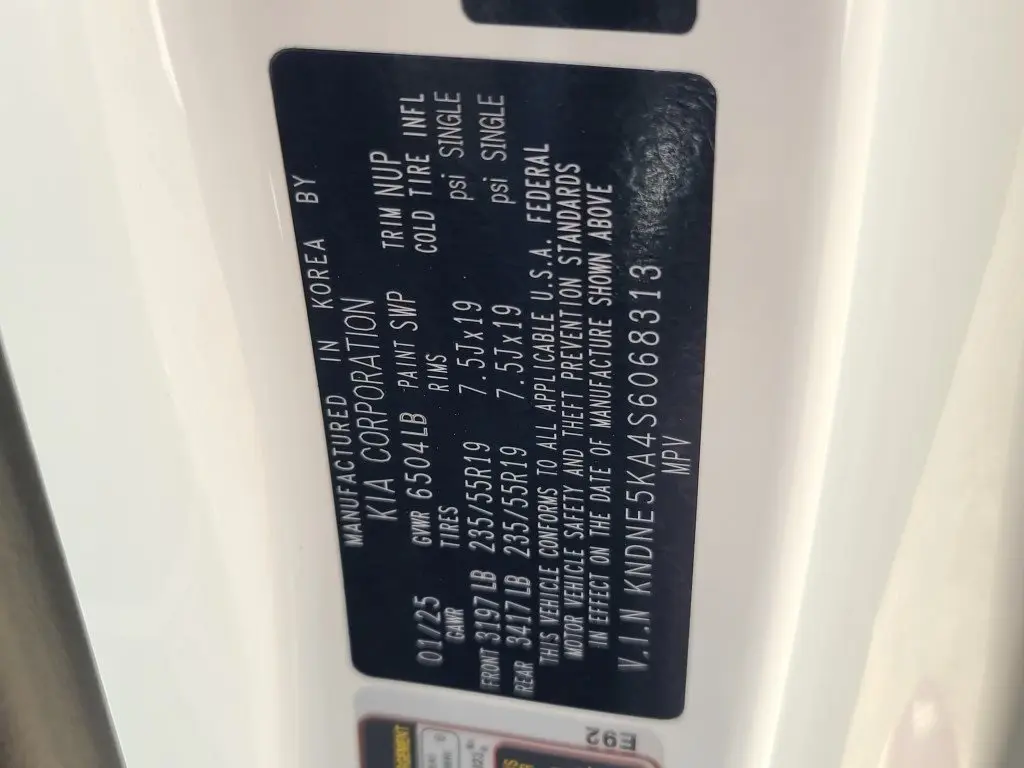 MANUFACTURED IN KOREA BY
KIA CORPORATION
01/25 GVWR 6504LB PAINT SWP TRIM NUP
GAWR TIRES RIMS COLD TIRE INFL
FRONT 3197LB 235/55R19 7.5Jx19 psi SINGLE
REAR 3417LB 235/55R19 7.5Jx19 psi SINGLE
THIS VEHICLE CONFORMS TO ALL APPLICABLE U.S.A. FEDERAL
MOTOR VEHICLE SAFETY AND THEFT PREVENTION STANDARDS
IN EFFECT ON THE DATE OF MANUFACTURE SHOWN ABOVE
V.I.N KNDNE5KA4S6068313
MPV
E92